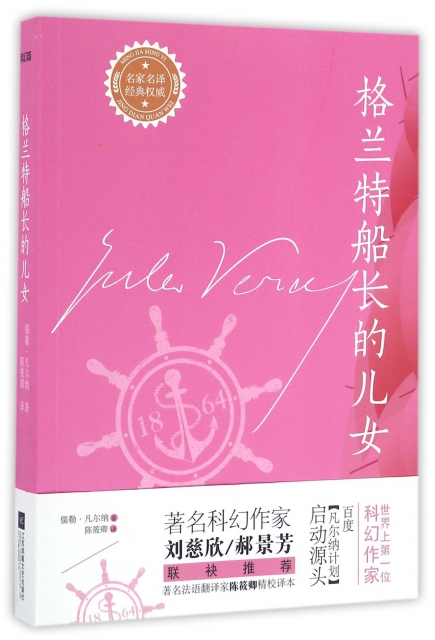 格兰特船长的儿女
MING JIA MING YI
名家名译
经典权威
JING DIAN QUAN WEI
Jules Verne
18 64
格兰特船长的儿女
儒勒·凡尔纳 著
陈筱卿 译
儒勒·凡尔纳 著
陈筱卿 译
著名科幻作家
刘慈欣/郝景芳
联袂推荐
著名法语翻译家陈筱卿精校译本
世界上第一位
科幻作家
百度
【凡尔纳计划】
启动源头